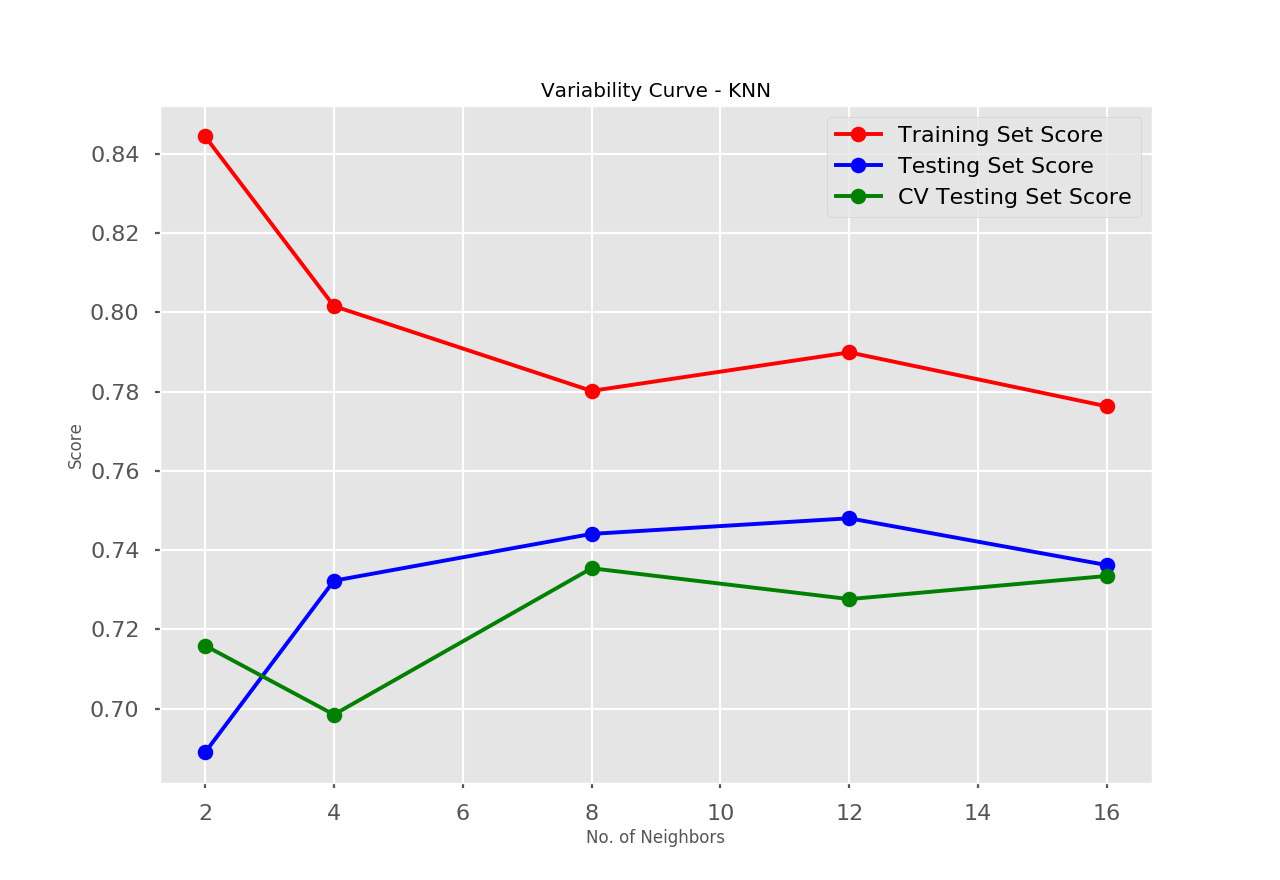 Variability Curve - KNN
Training Set Score
Testing Set Score
CV Testing Set Score
0.84
0.82
0.80
0.78
0.76
0.74
0.72
0.70
Score
2 4 6 8 10 12 14 16
No. of Neighbors